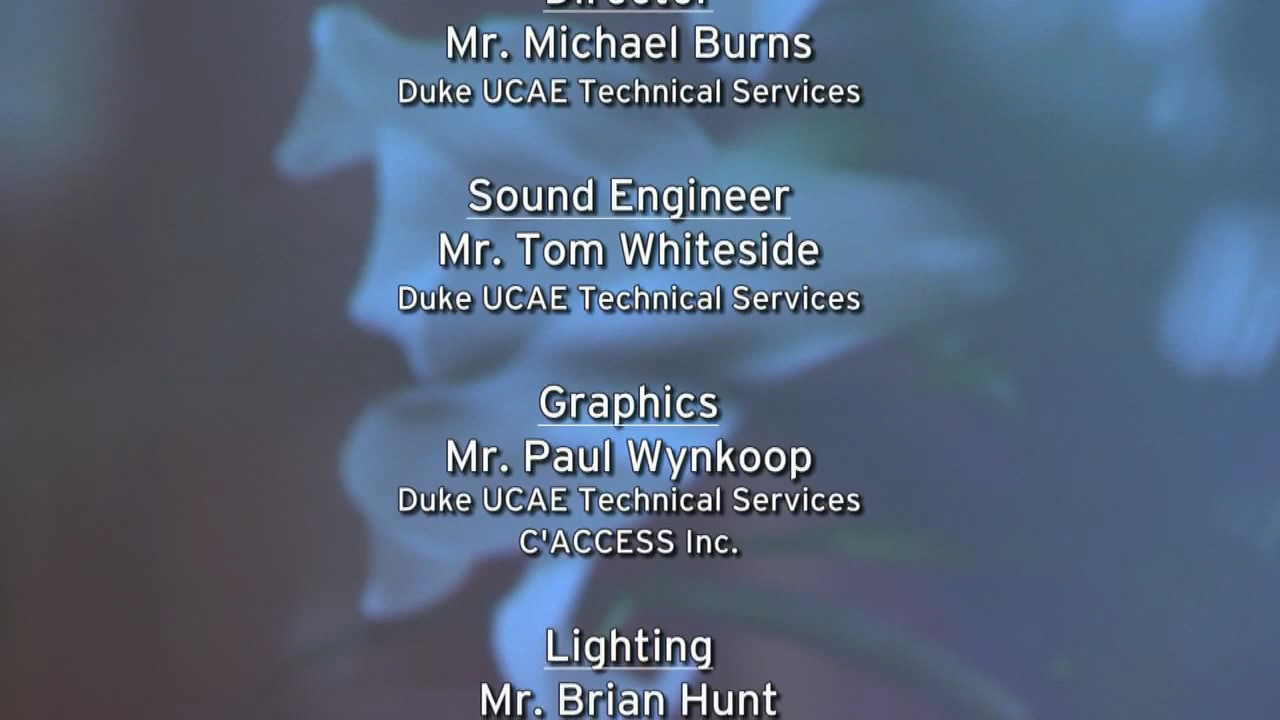 Director
Mr. Michael Burns
Duke UCAE Technical Services
Sound Engineer
Mr. Tom Whiteside
Duke UCAE Technical Services
Graphics
Mr. Paul Wynkoop
Duke UCAE Technical Services
C'ACCESS Inc.
Lighting
Mr. Brian Hunt